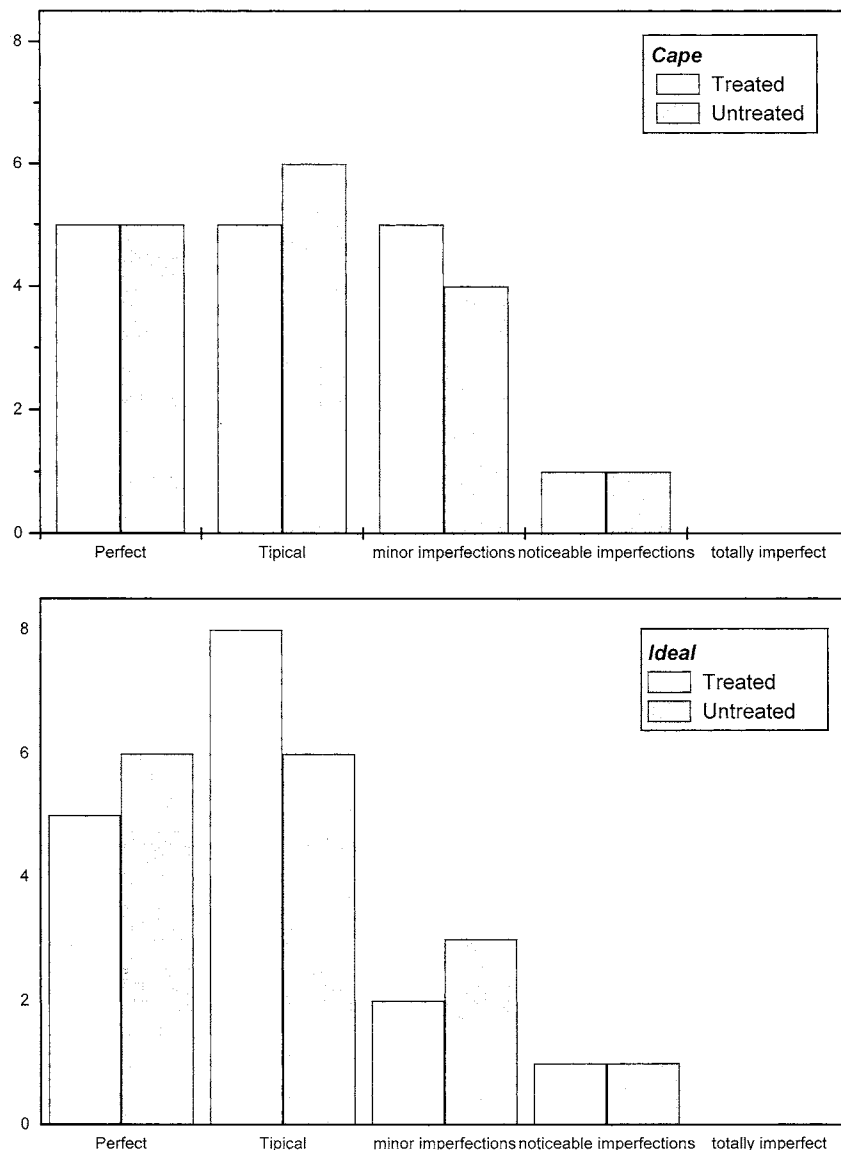 8
Cape
Treated
Untreated
6
4
2
0
Perfect Tipical minor imperfections noticeable imperfections totally imperfect
8
Ideal
Treated
Untreated
6
4
2
0
Perfect Tipical minor imperfections noticeable imperfections totally imperfect